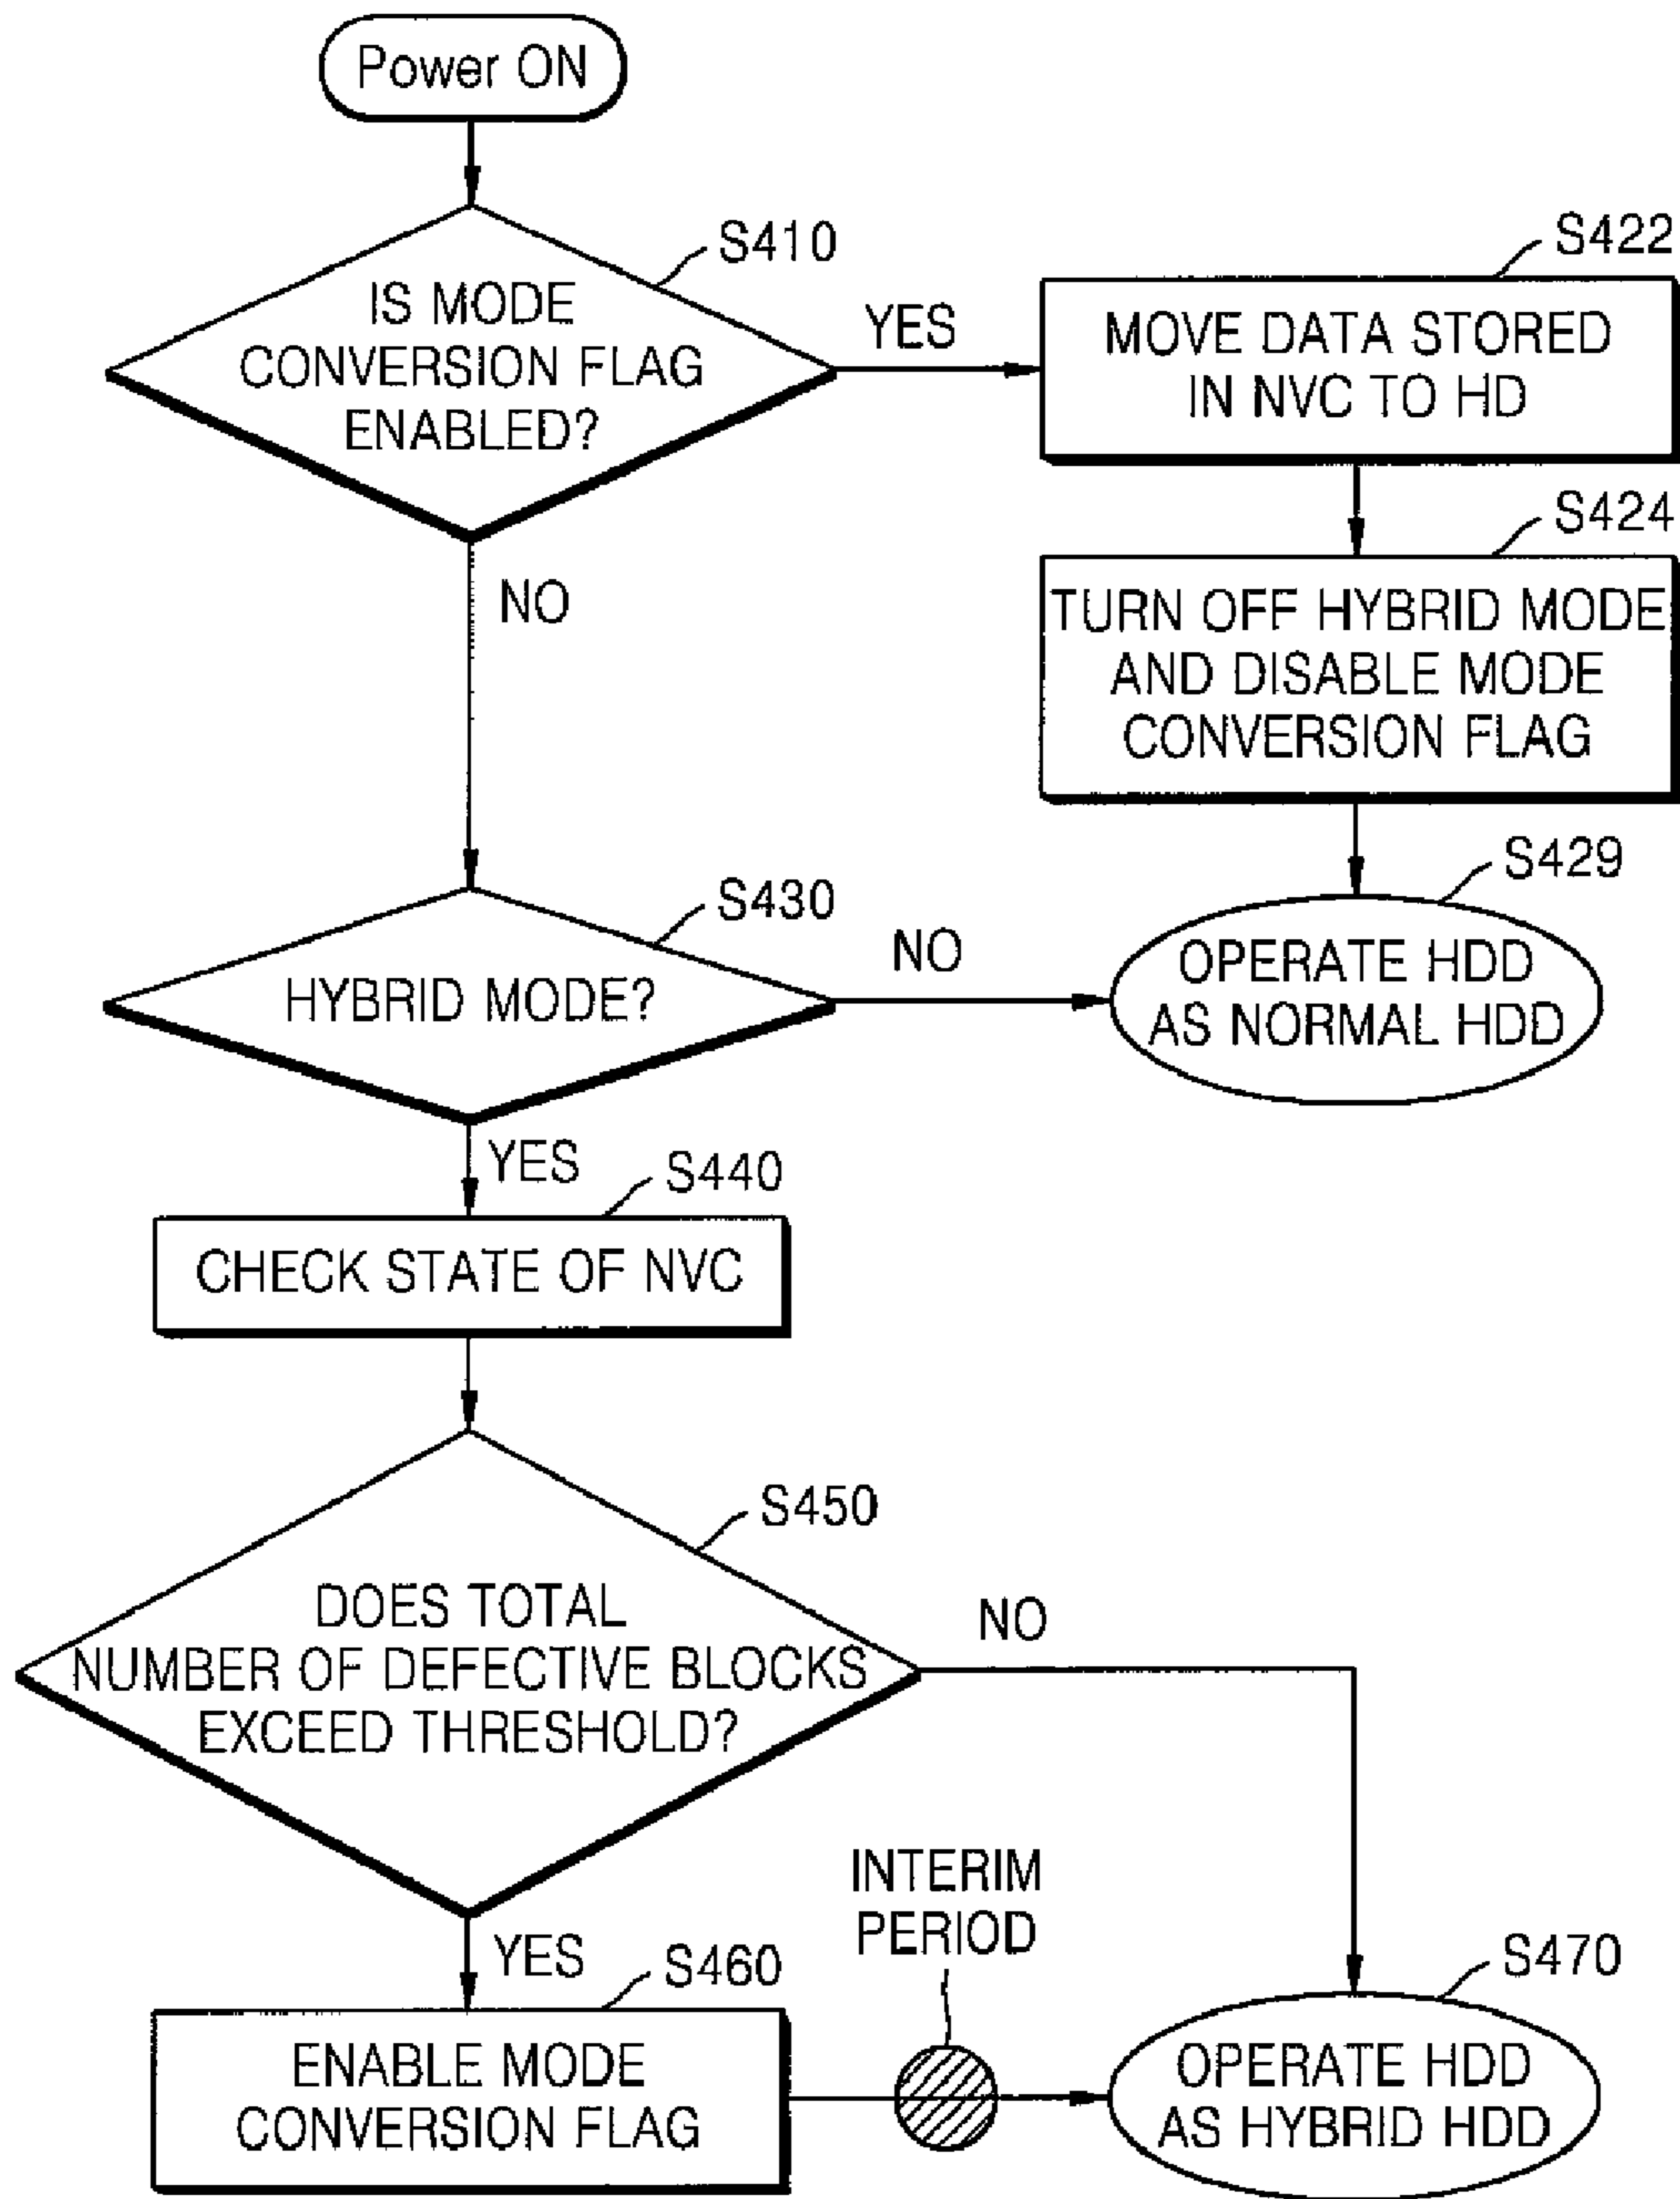 Power ON
S410
IS MODE
CONVERSION FLAG
ENABLED?
YES
S422
MOVE DATA STORED
IN NVC TO HD
S424
TURN OFF HYBRID MODE
AND DISABLE MODE
CONVERSION FLAG
NO
S429
OPERATE HDD
AS NORMAL HDD
S430
HYBRID MODE?
NO
YES
S440
CHECK STATE OF NVC
S450
DOES TOTAL
NUMBER OF DEFECTIVE BLOCKS
EXCEED THRESHOLD?
NO
YES
S460
ENABLE MODE
CONVERSION FLAG
INTERIM
PERIOD
S470
OPERATE HDD
AS HYBRID HDD